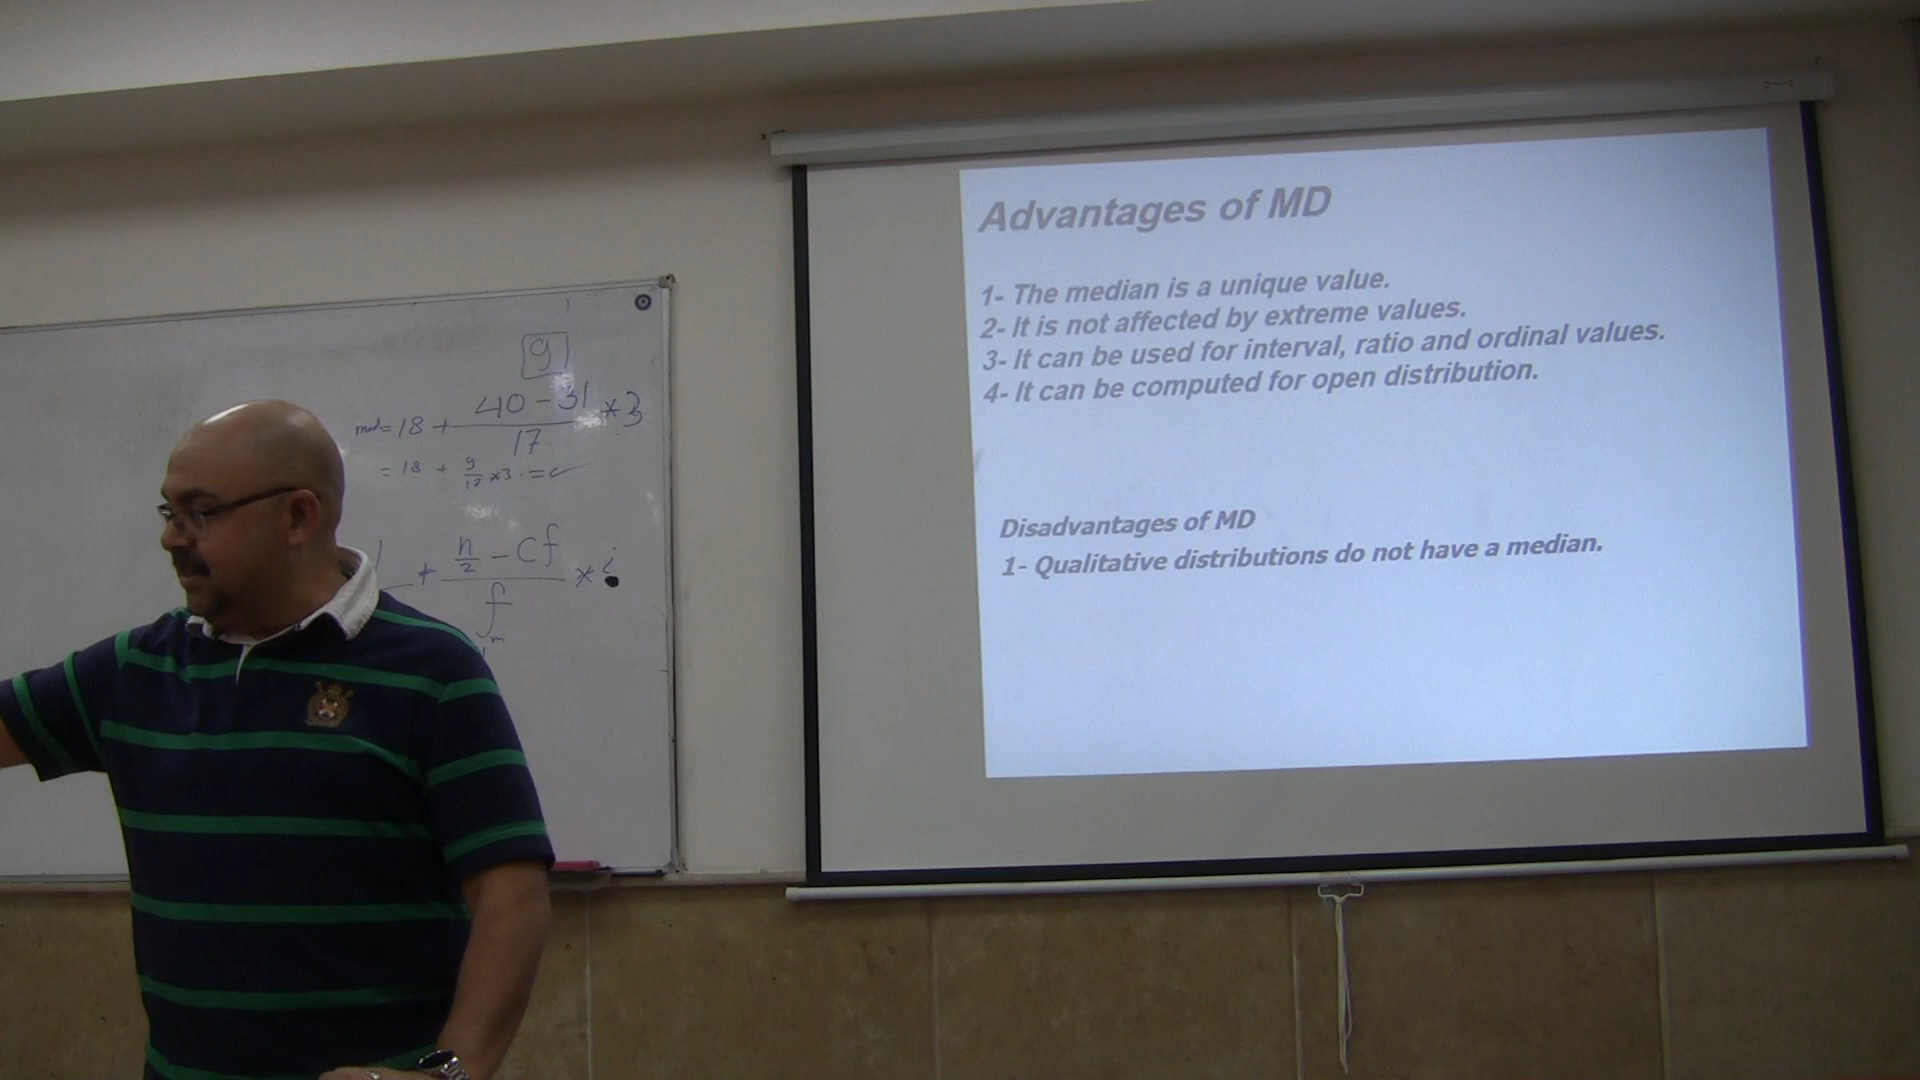 9
med = 18 + 40 - 31 / 17 * 3
= 18 + 9/17 × 3 · = ✓
+ n/2 - cf / fm * i
Advantages of MD
1- The median is a unique value.
2- It is not affected by extreme values.
3- It can be used for interval, ratio and ordinal values.
4- It can be computed for open distribution.
Disadvantages of MD
1- Qualitative distributions do not have a median.